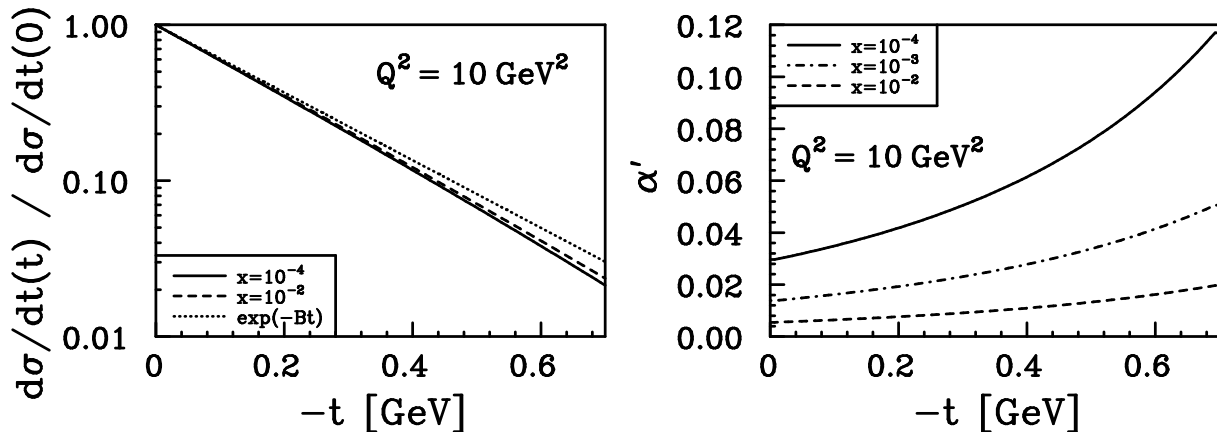 dσ/dt(t) / dσ/dt(0)
1.00
0.10
0.01
Q² = 10 GeV²
x=10⁻⁴
x=10⁻²
exp(−Bt)
0 0.2 0.4 0.6
−t [GeV]
α′
0.12
0.10
0.08
0.06
0.04
0.02
0.00
x=10⁻⁴
x=10⁻³
x=10⁻²
Q² = 10 GeV²
0 0.2 0.4 0.6
−t [GeV]